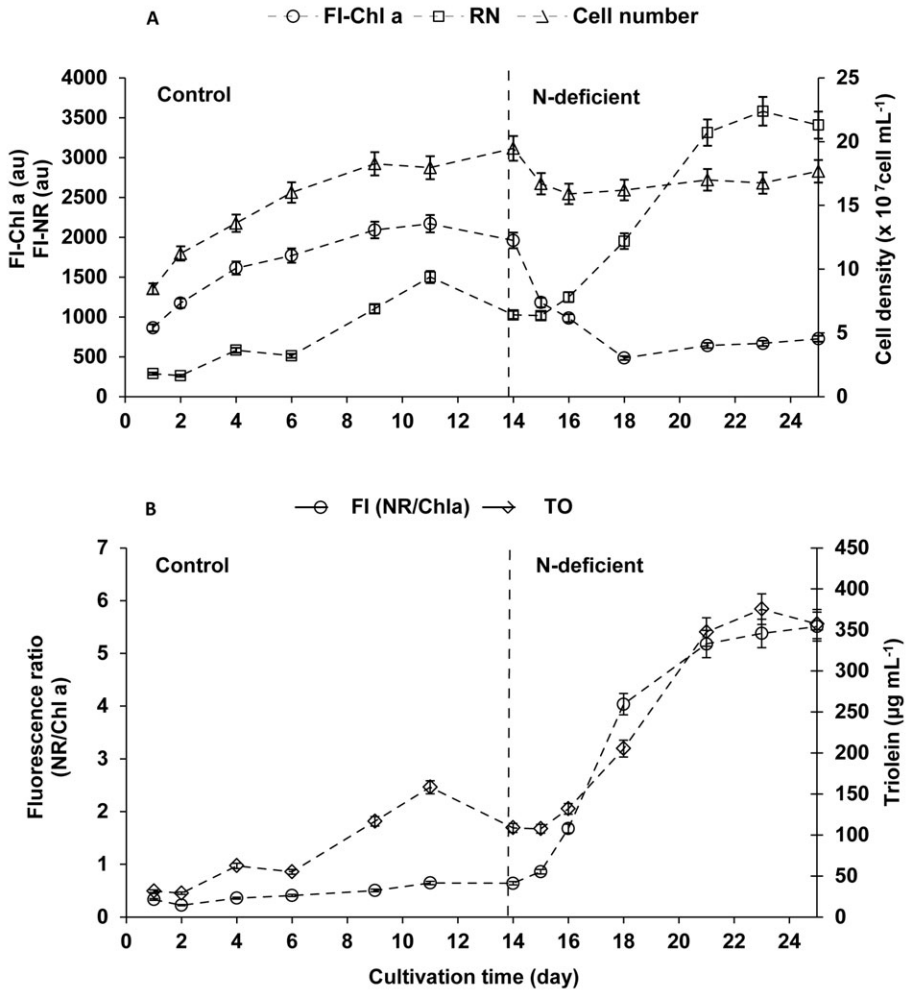 A
FI-Chl a RN Cell number
FI-Chl a (au)
FI-NR (au)
4000
3500
3000
2500
2000
1500
1000
500
0
Control
N-deficient
25
20
15
10
5
0
Cell density (x 10 ⁷cell mL⁻¹)
0 2 4 6 8 10 12 14 16 18 20 22 24
B
FI (NR/Chla) TO
Fluorescence ratio
(NR/Chl a)
7
6
5
4
3
2
1
0
Control
N-deficient
450
400
350
300
250
200
150
100
50
0
Triolein (µg mL⁻¹)
0 2 4 6 8 10 12 14 16 18 20 22 24
Cultivation time (day)